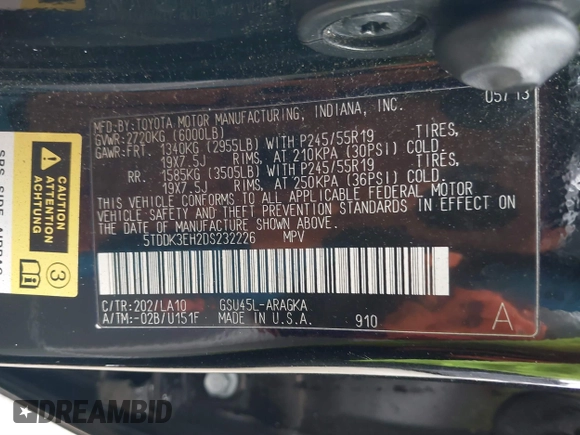 05/13
MFD.BY:TOYOTA MOTOR MANUFACTURING, INDIANA, INC.
GVWR:2720KG (6000LB)
GAWR:FRT. 1340KG (2955LB) WITH P245/55R19 TIRES,
19X7.5J RIMS, AT 210KPA (30PSI) COLD.
RR. 1585KG (3505LB) WITH P245/55R19 TIRES,
19X7.5J RIMS, AT 250KPA (36PSI) COLD.
THIS VEHICLE CONFORMS TO ALL APPLICABLE FEDERAL MOTOR
VEHICLE SAFETY AND THEFT PREVENTION STANDARDS IN EFFECT ON
THE DATE OF MANUFACTURE SHOWN ABOVE.
5TDDK3EH2DS232226 MPV
C/TR:202/LA10 GSU45L-ARAGKA
A/TM:-02B/U151F MADE IN U.S.A. 910 A
CAUTION/ATTENTION
SRS SIDE AIRBAG
3
DREAMBID